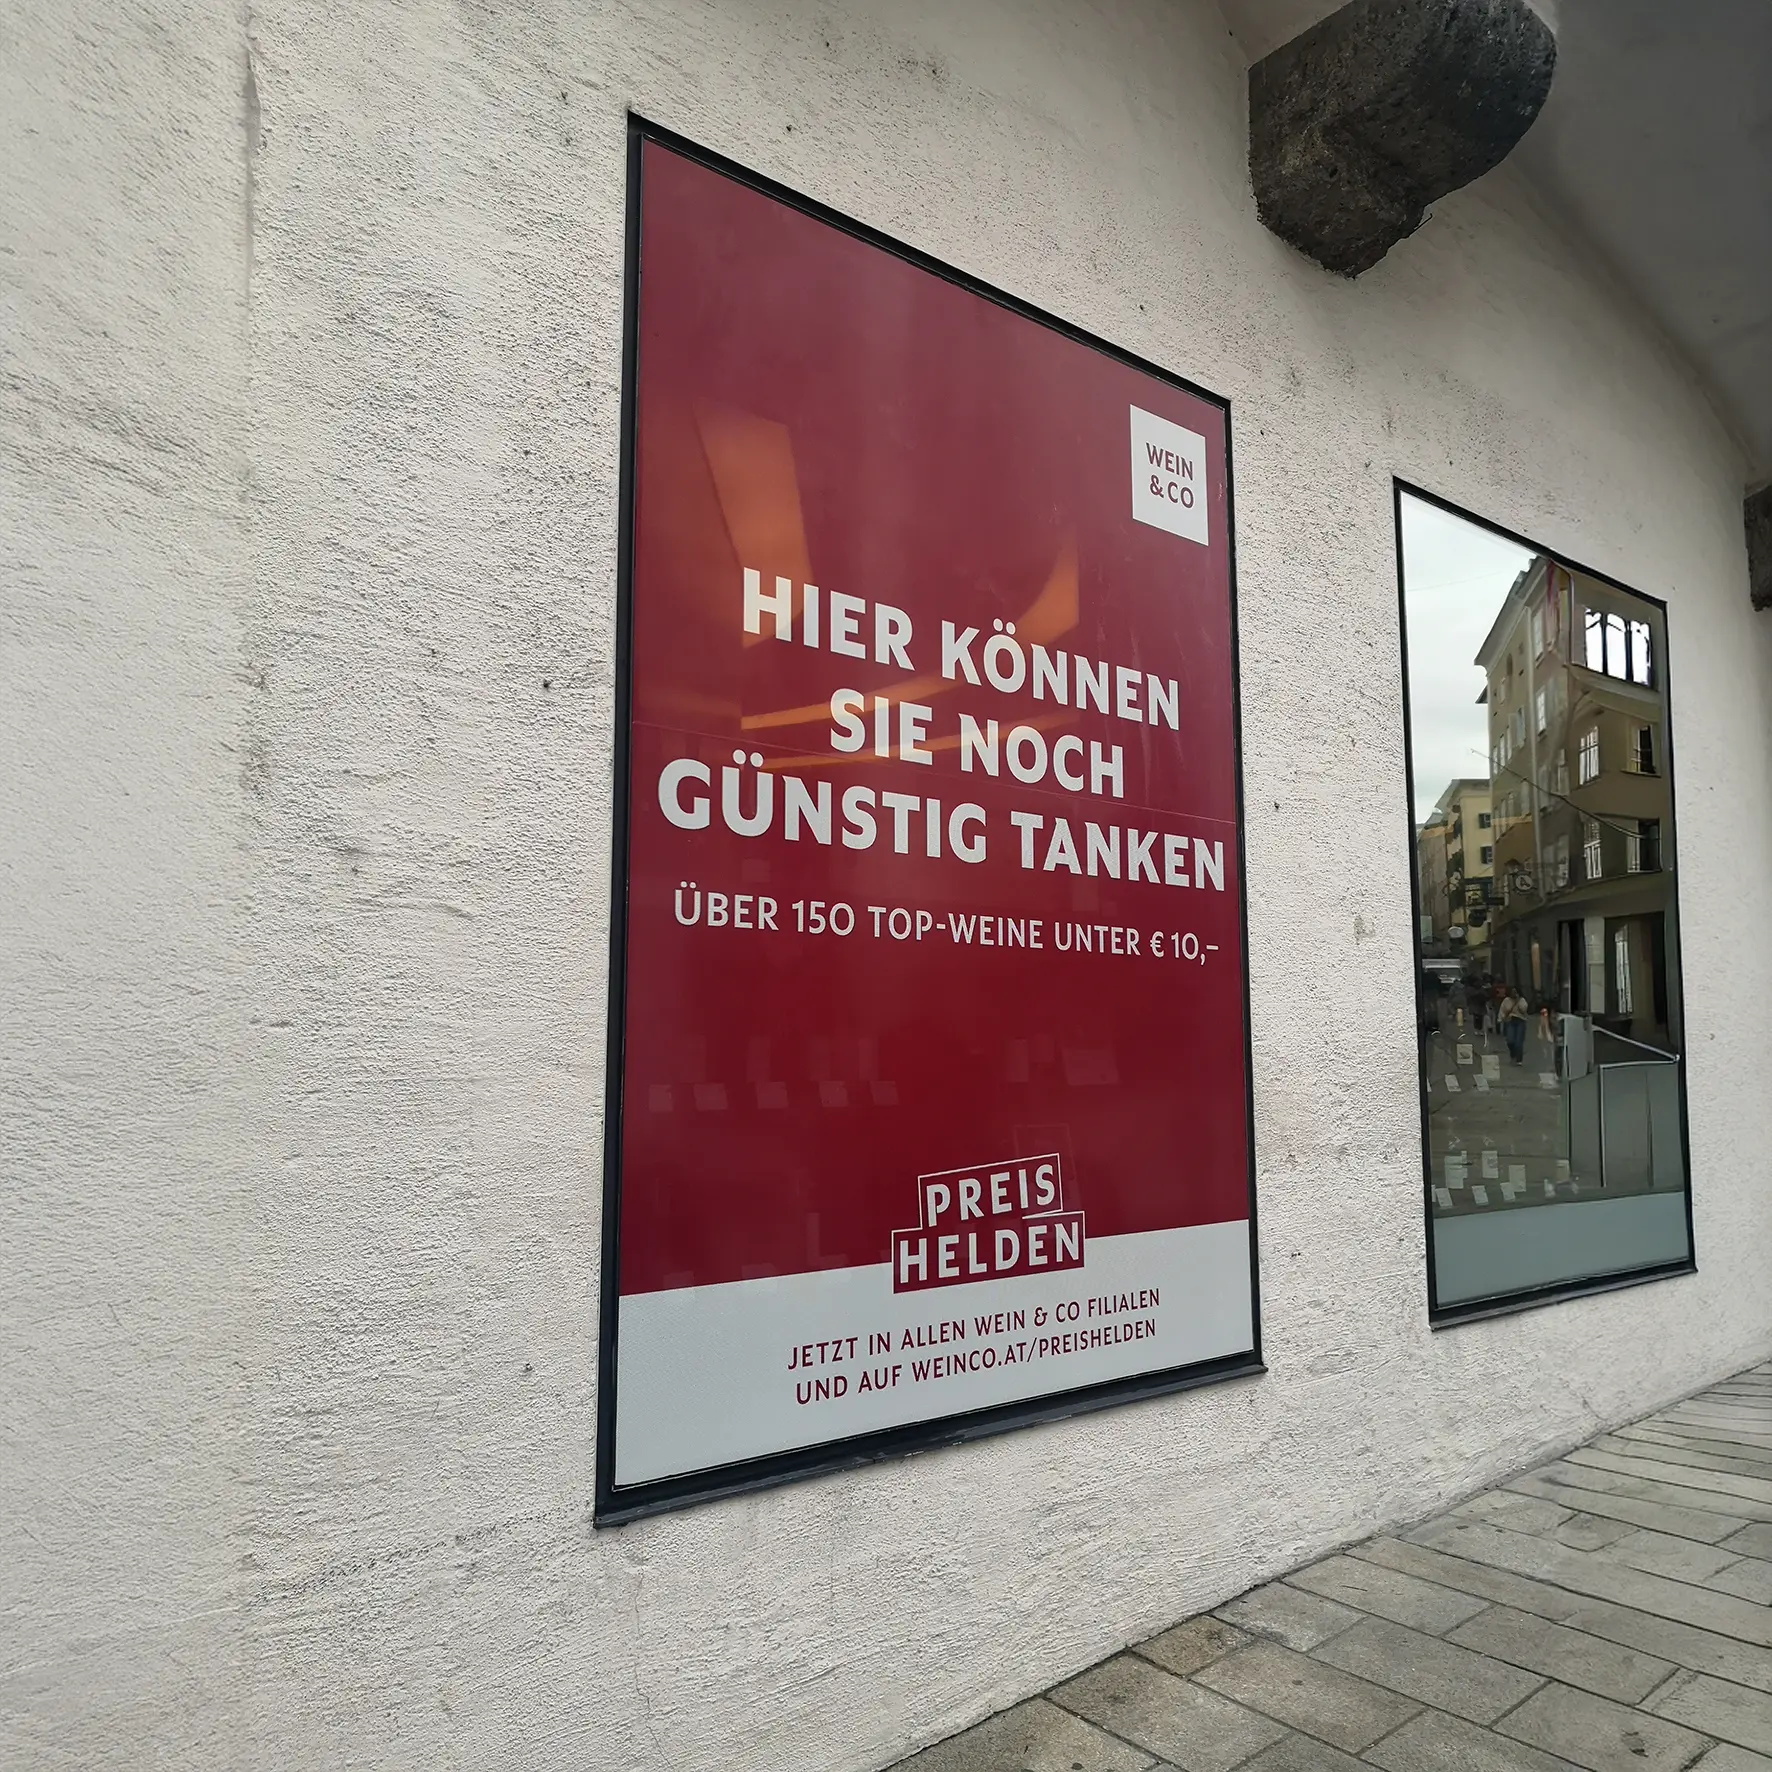 WEIN
& CO
HIER KÖNNEN
SIE NOCH
GÜNSTIG TANKEN
ÜBER 150 TOP-WEINE UNTER € 10,–
PREIS
HELDEN
JETZT IN ALLEN WEIN & CO FILIALEN
UND AUF WEINCO.AT/PREISHELDEN